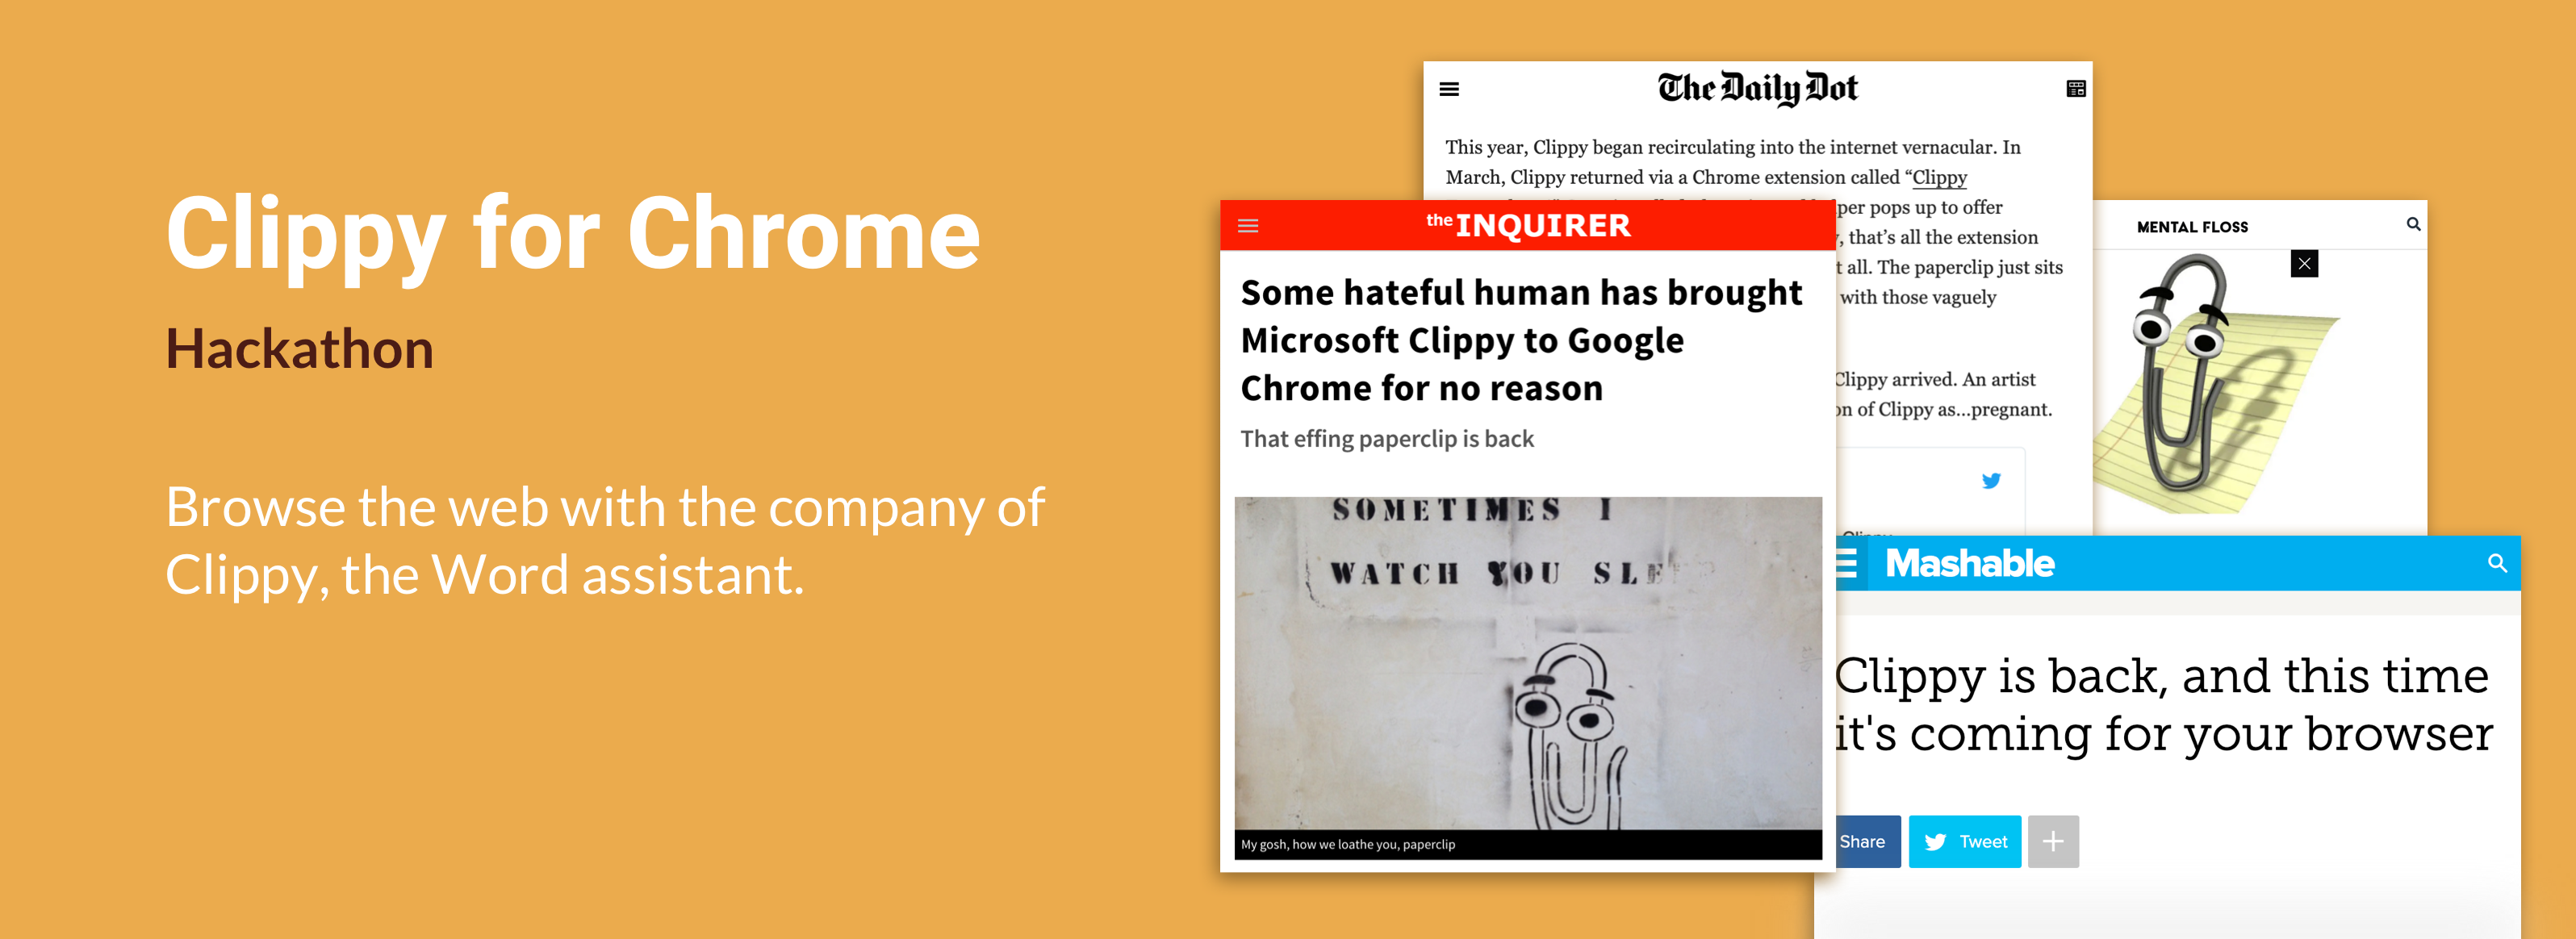 Clippy for Chrome
Hackathon
Browse the web with the company of
Clippy, the Word assistant.
The Daily Dot
This year, Clippy began recirculating into the internet vernacular. In
March, Clippy returned via a Chrome extension called “Clippy
per pops up to offer
, that’s all the extension
t all. The paperclip just sits
with those vaguely
Clippy arrived. An artist
on of Clippy as...pregnant.
the INQUIRER
Some hateful human has brought
Microsoft Clippy to Google
Chrome for no reason
That effing paperclip is back
SOMETIMES I
WATCH YOU SLE
My gosh, how we loathe you, paperclip
MENTAL FLOSS
Mashable
Clippy is back, and this time
it's coming for your browser
Share
Tweet